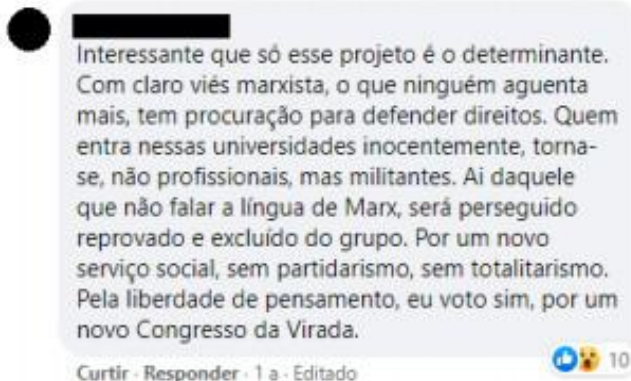 Interessante que só esse projeto é o determinante.
Com claro viés marxista, o que ninguém aguenta
mais, tem procuração para defender direitos. Quem
entra nessas universidades inocentemente, torna-
se, não profissionais, mas militantes. Ai daquele
que não falar a língua de Marx, será perseguido
reprovado e excluído do grupo. Por um novo
serviço social, sem partidarismo, sem totalitarismo.
Pela liberdade de pensamento, eu voto sim, por um
novo Congresso da Virada.
Curtir · Responder · 1 a · Editado
10